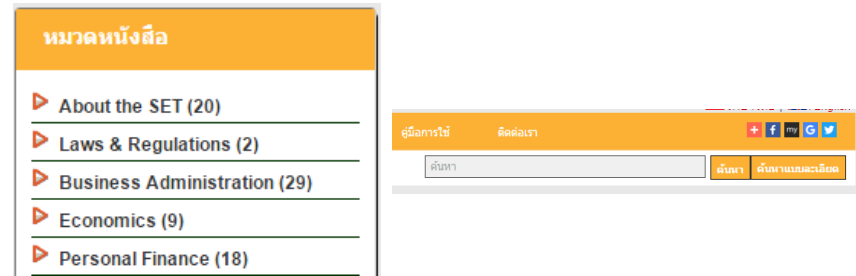 หมวดหนังสือ
About the SET (20)
Laws & Regulations (2)
Business Administration (29)
Economics (9)
Personal Finance (18)
English
คู่มือการใช้ ติดต่อเรา
my
ค้นหา ค้นหา ค้นหาแบบละเอียด